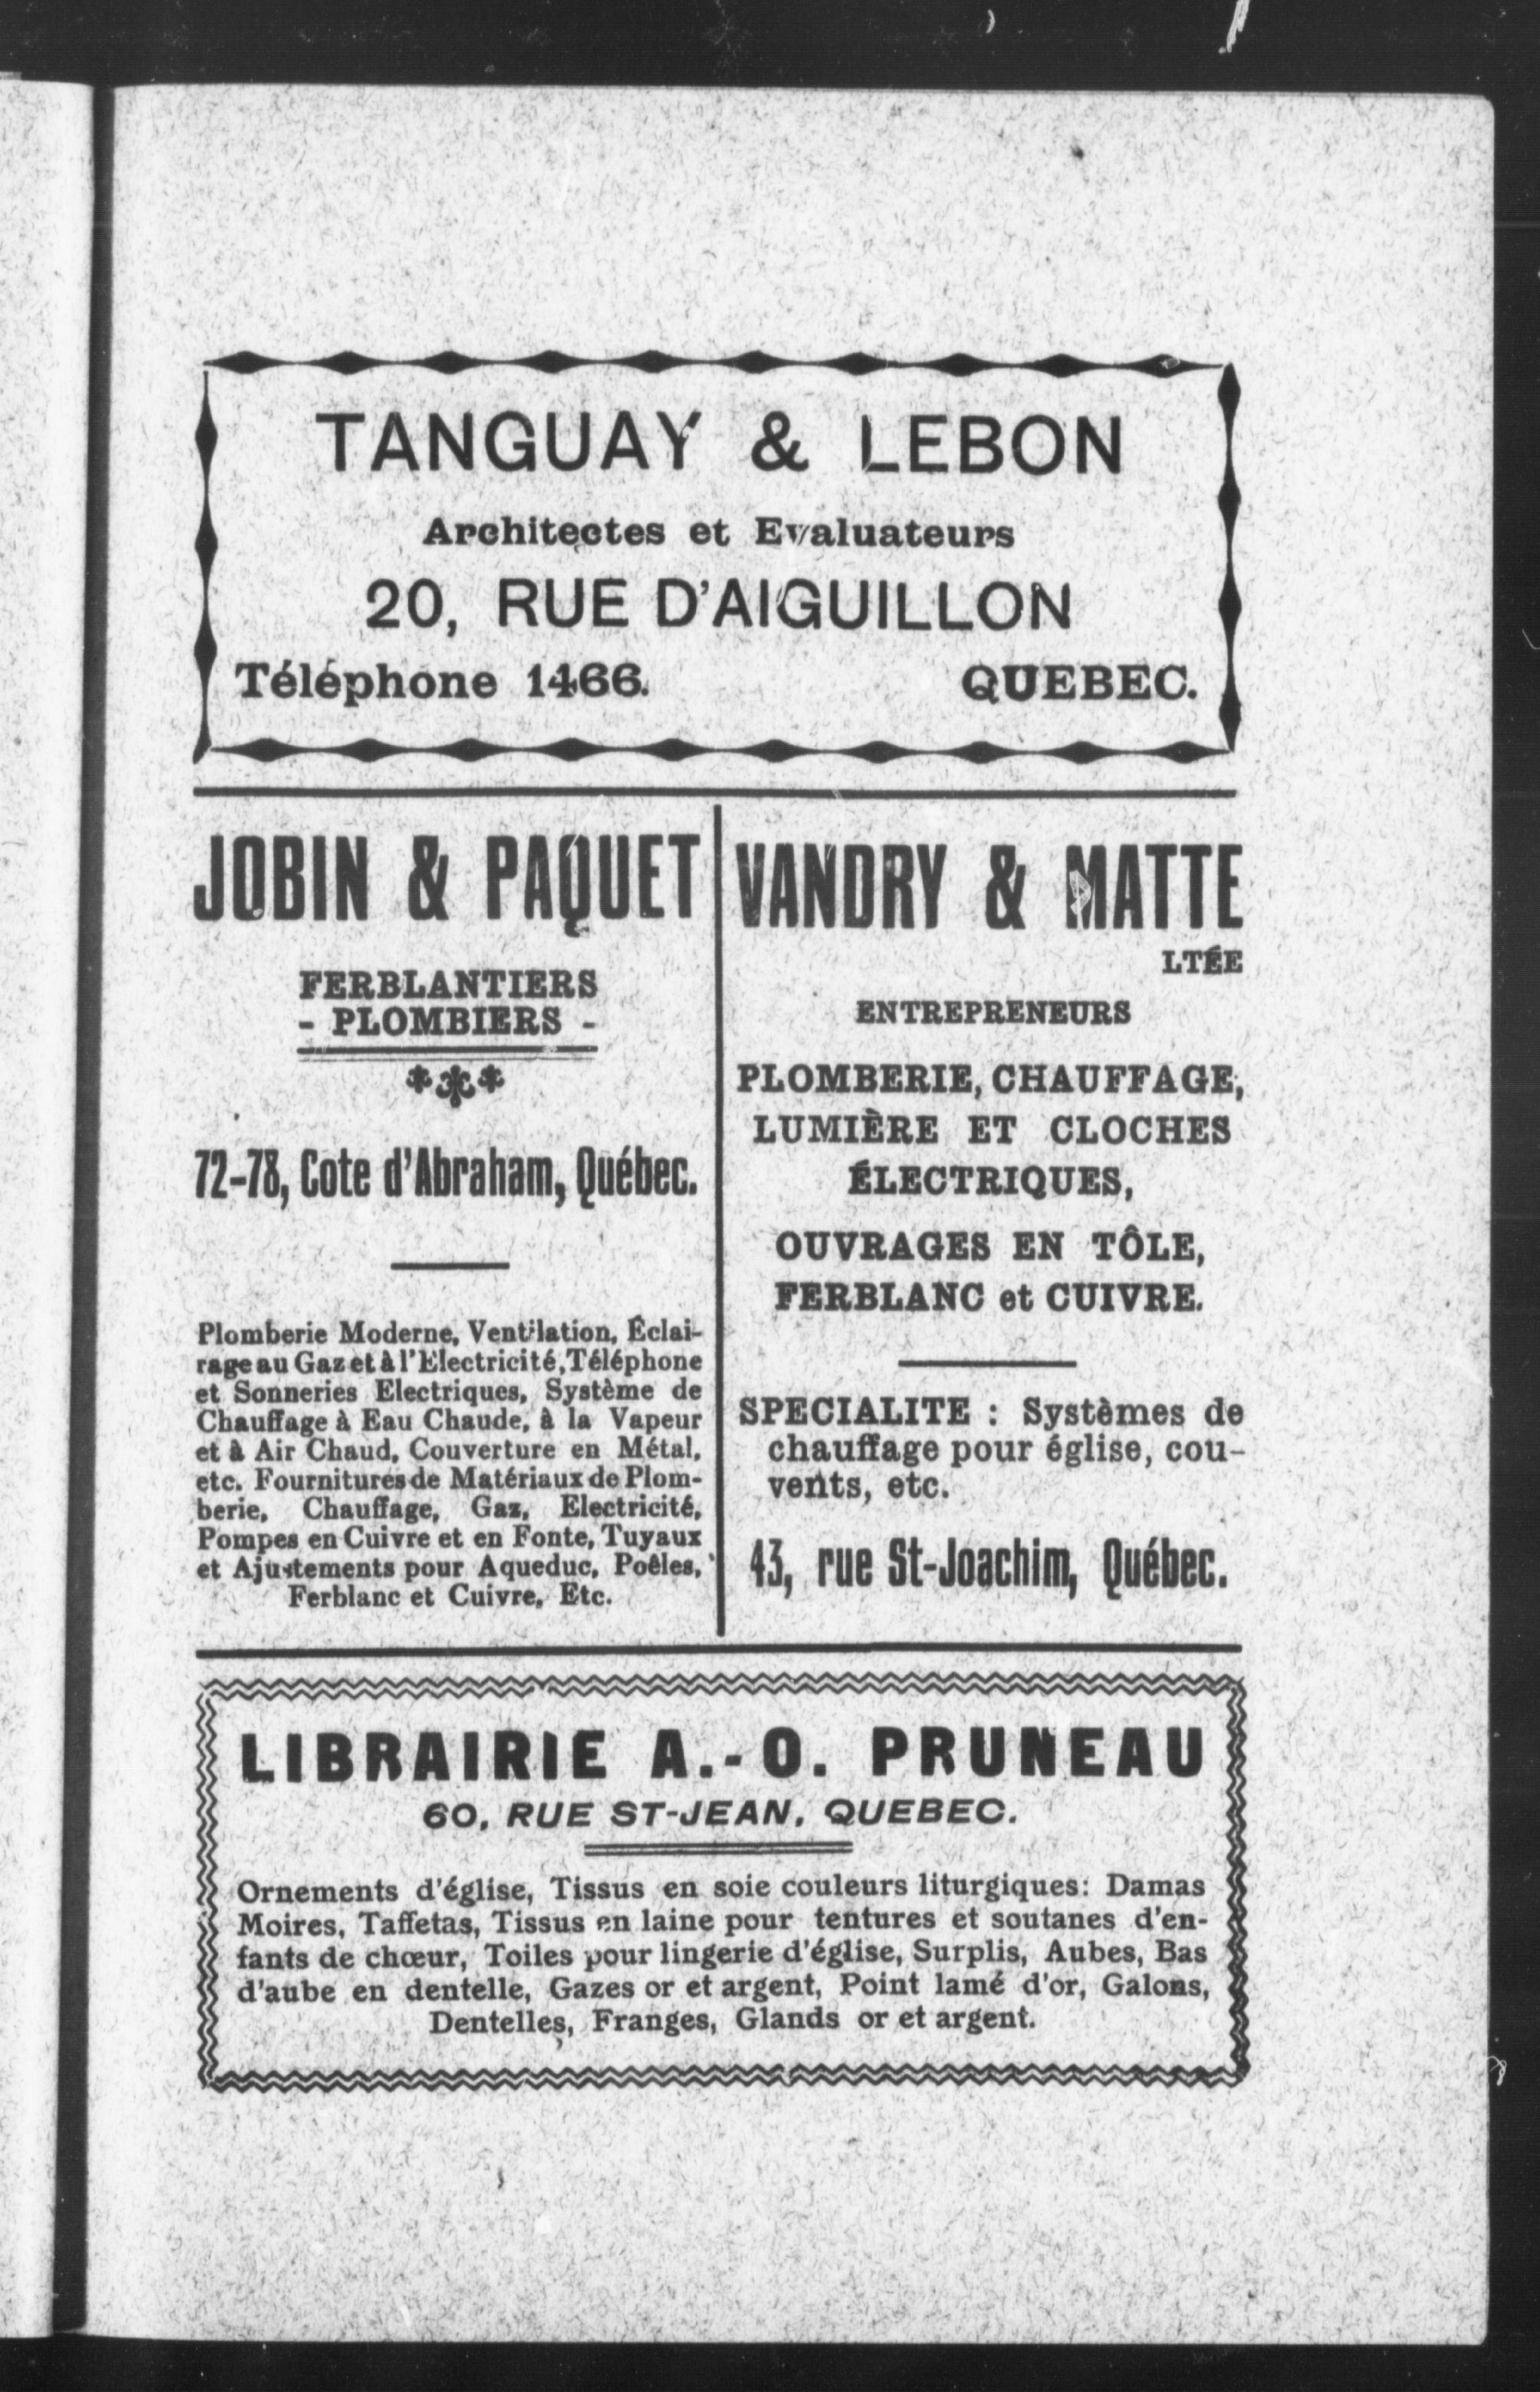 TANGUAY & LEBON
Architectes et Evaluateurs
20, RUE D'AIGUILLON
Téléphone 1466. QUEBEC.
JOBIN & PAQUET
FERBLANTIERS
- PLOMBIERS -
72-78, Cote d'Abraham, Québec.
Plomberie Moderne, Ventilation, Éclai-
rage au Gaz et à l'Electricité, Téléphone
et Sonneries Electriques, Système de
Chauffage à Eau Chaude, à la Vapeur
et à Air Chaud, Couverture en Métal,
etc. Fournitures de Matériaux de Plom-
berie, Chauffage, Gaz, Electricité,
Pompes en Cuivre et en Fonte, Tuyaux
et Ajustements pour Aqueduc, Poêles,
Ferblanc et Cuivre, Etc.
VANDRY & MATTE
LTÉE
ENTREPRENEURS
PLOMBERIE, CHAUFFAGE,
LUMIÈRE ET CLOCHES
ÉLECTRIQUES,
OUVRAGES EN TÔLE,
FERBLANC et CUIVRE.
SPECIALITE : Systèmes de
chauffage pour église, cou-
vents, etc.
43, rue St-Joachim, Québec.
LIBRAIRIE A.-O. PRUNEAU
60, RUE ST-JEAN, QUEBEC.
Ornements d'église, Tissus en soie couleurs liturgiques: Damas
Moires, Taffetas, Tissus en laine pour tentures et soutanes d'en-
fants de chœur, Toiles pour lingerie d'église, Surplis, Aubes, Bas
d'aube en dentelle, Gazes or et argent, Point lamé d'or, Galons,
Dentelles, Franges, Glands or et argent.